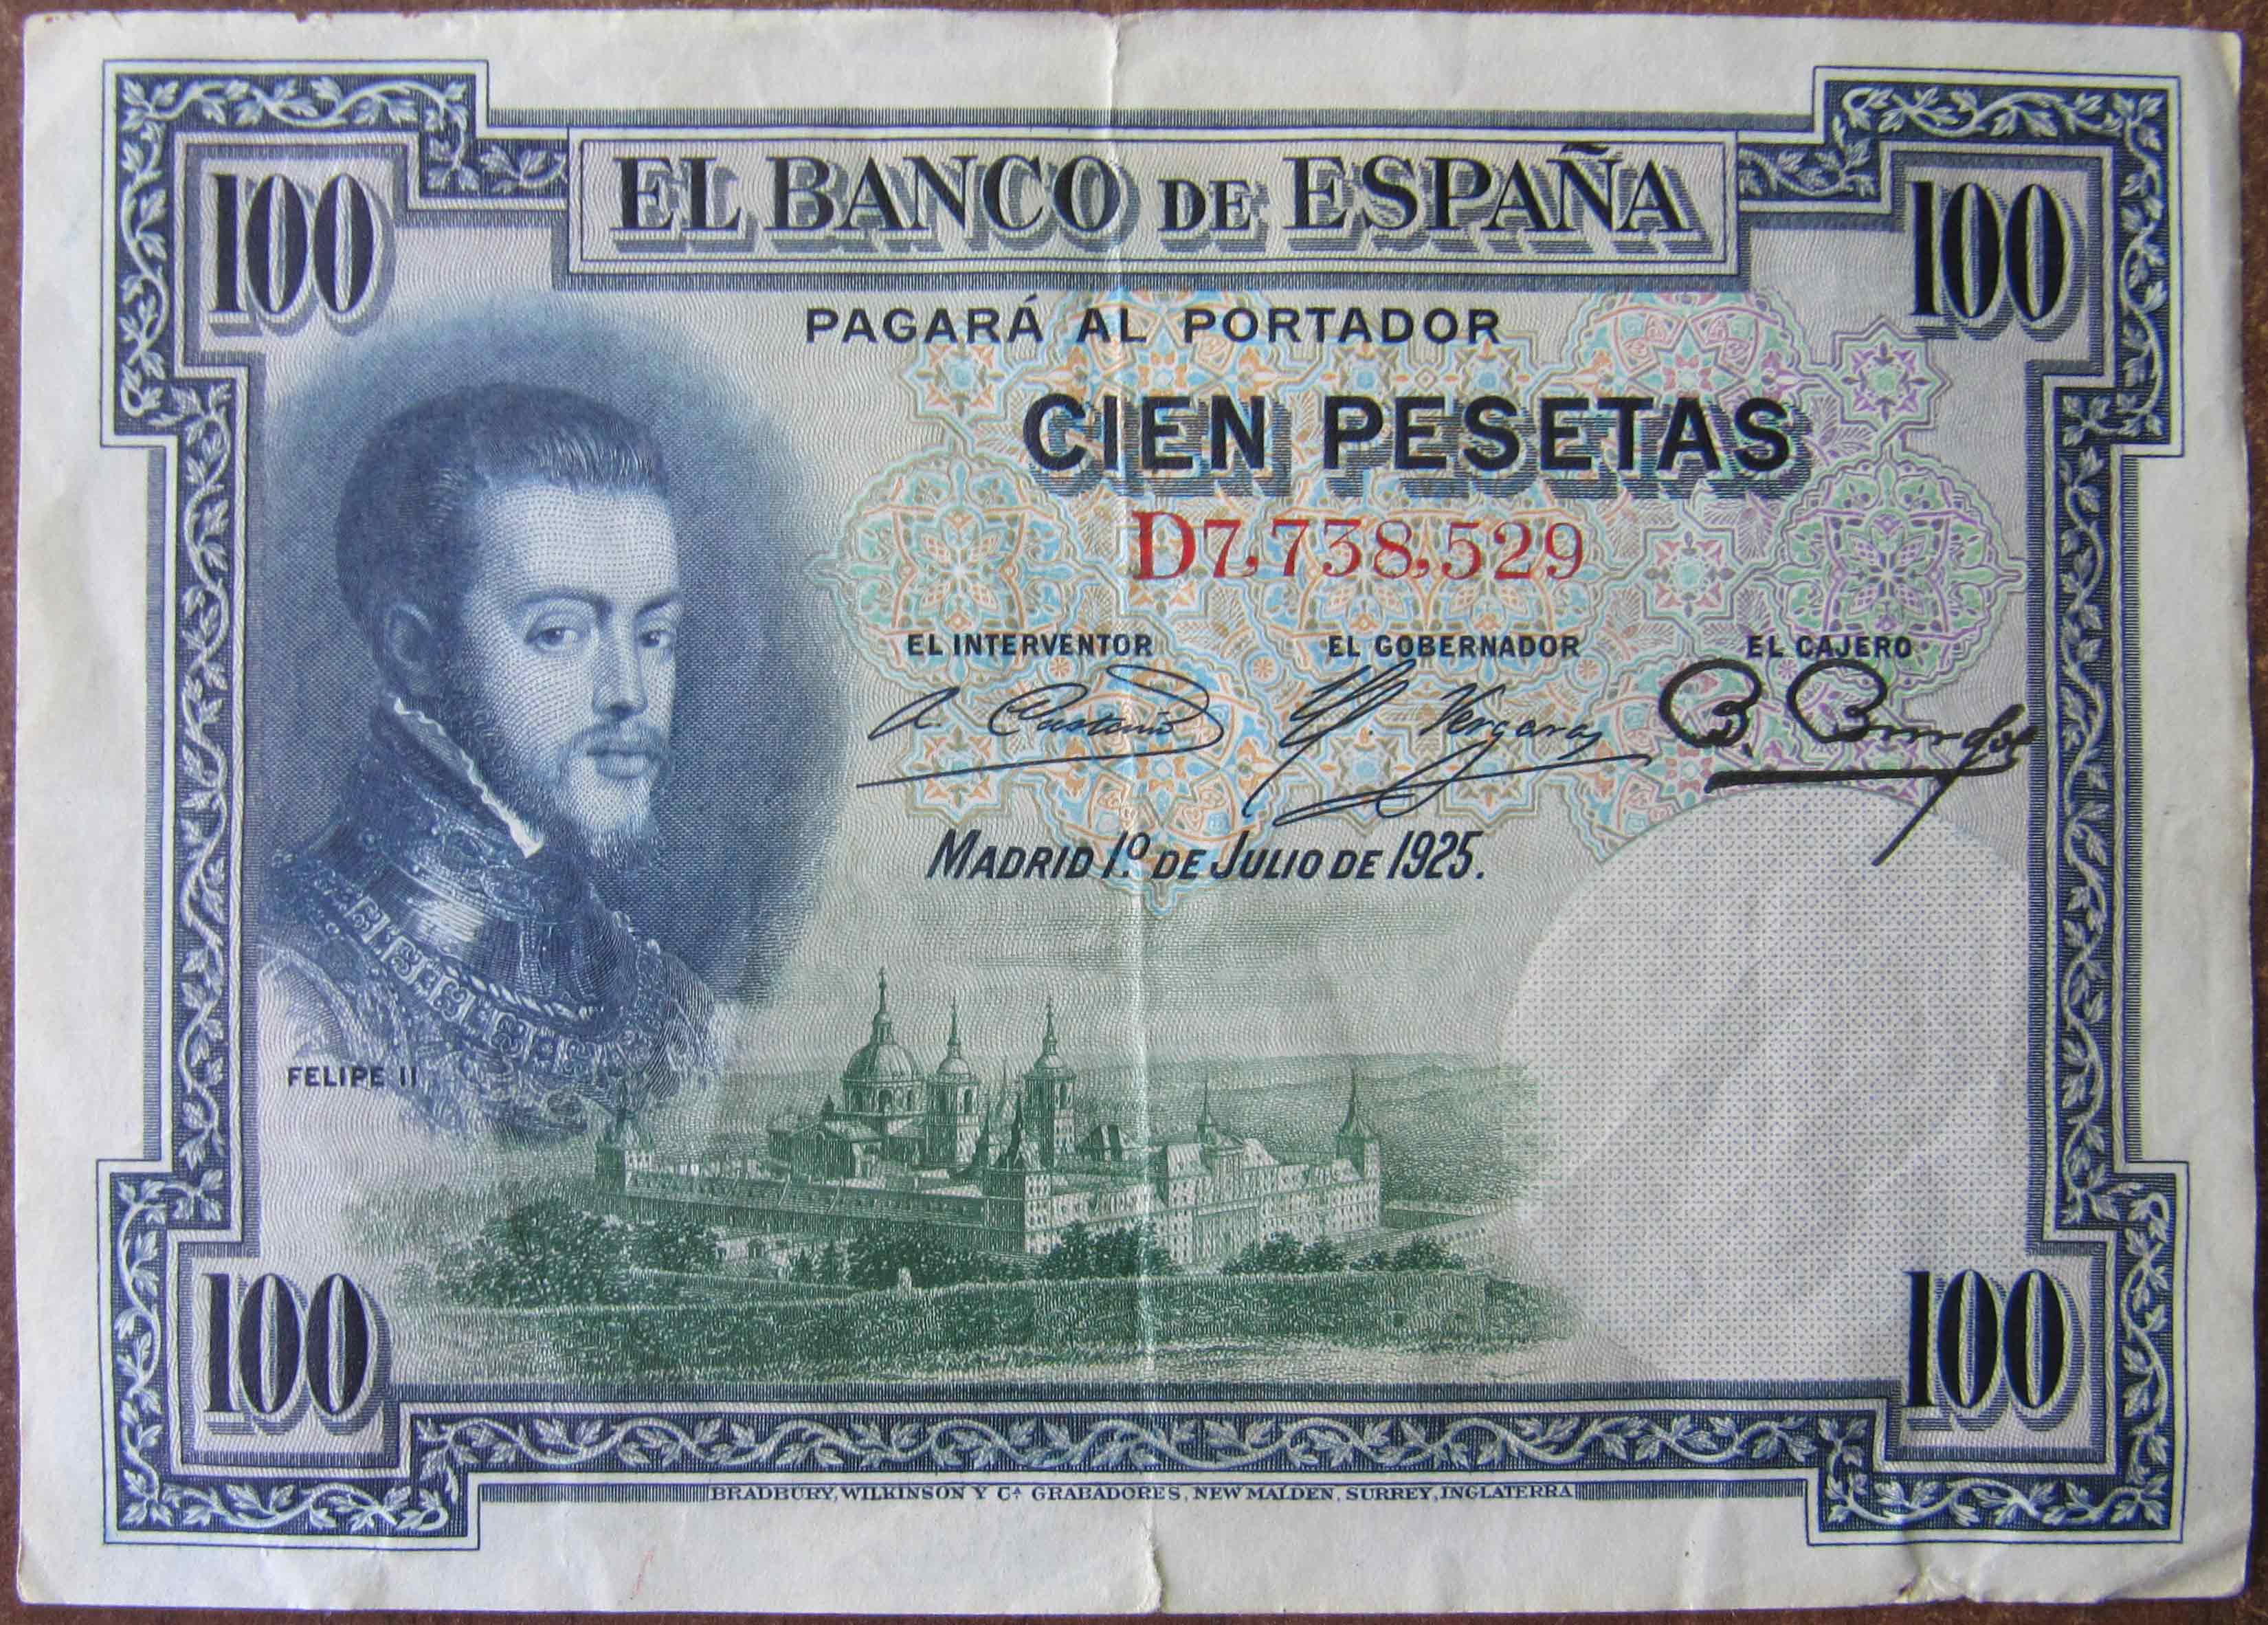 100 EL BANCO DE ESPAÑA 100
PAGARÁ AL PORTADOR
CIEN PESETAS
D7,738,529
EL INTERVENTOR EL GOBERNADOR EL CAJERO
Vergara
MADRID 1º DE JULIO DE 1925.
FELIPE II
100 100
BRADBURY, WILKINSON Y Cª GRABADORES, NEW MALDEN, SURREY, INGLATERRA